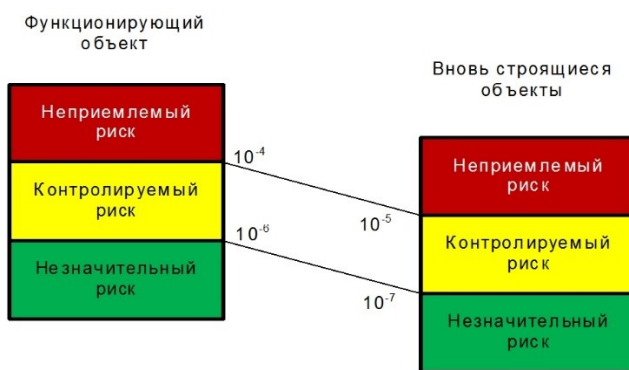 Функционирующий
объект
Неприемлемый
риск
Контролируемый
риск
Незначительный
риск
10⁻⁴
10⁻⁶
10⁻⁵
10⁻⁷
Вновь строящиеся
объекты
Неприемлемый
риск
Контролируемый
риск
Незначительный
риск